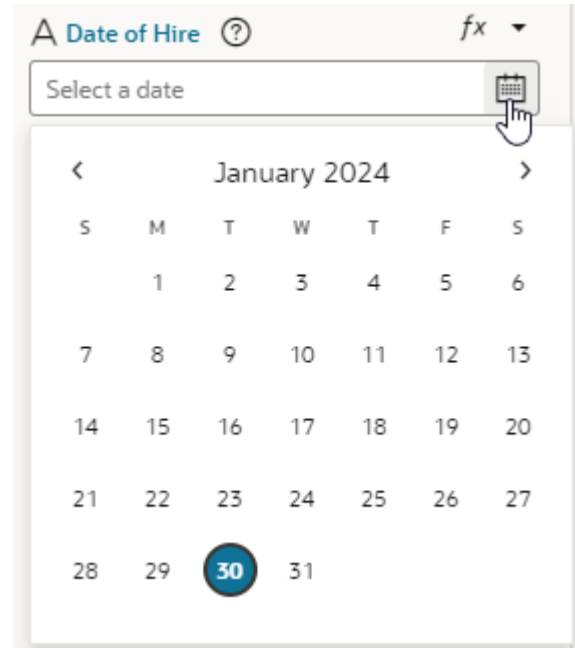 A Date of Hire ? fx
Select a date
January 2024
S M T W T F S
1 2 3 4 5 6
7 8 9 10 11 12 13
14 15 16 17 18 19 20
21 22 23 24 25 26 27
28 29 30 31